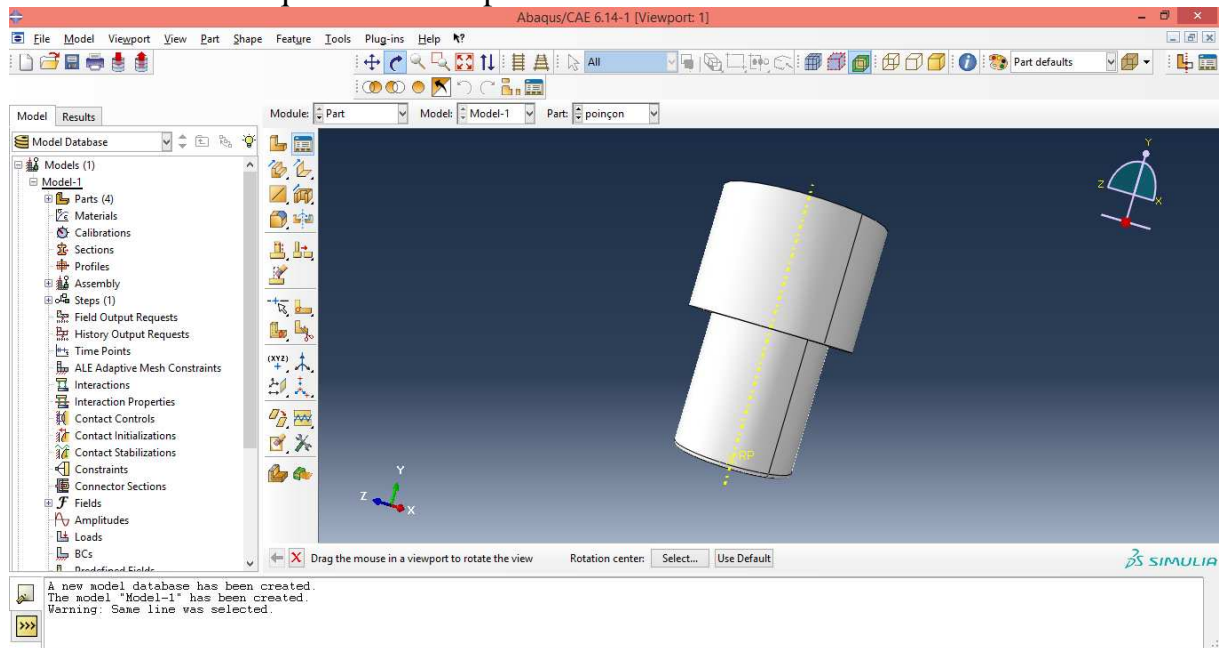 Abaqus/CAE 6.14-1 [Viewport: 1]
File Model Viewport View Part Shape Feature Tools Plug-ins Help
All
Part defaults
Model Results
Module: Part Model: Model-1 Part: poinçon
Model Database
Models (1)
Model-1
Parts (4)
Materials
Calibrations
Sections
Profiles
Assembly
Steps (1)
Field Output Requests
History Output Requests
Time Points
ALE Adaptive Mesh Constraints
Interactions
Interaction Properties
Contact Controls
Contact Initializations
Contact Stabilizations
Constraints
Connector Sections
Fields
Amplitudes
Loads
BCs
(XYZ)
Y
Z
X
RP
Y
Z
X
Drag the mouse in a viewport to rotate the view Rotation center: Select... Use Default
SIMULIA
A new model database has been created.
The model "Model-1" has been created.
Warning: Same line was selected.
>>>